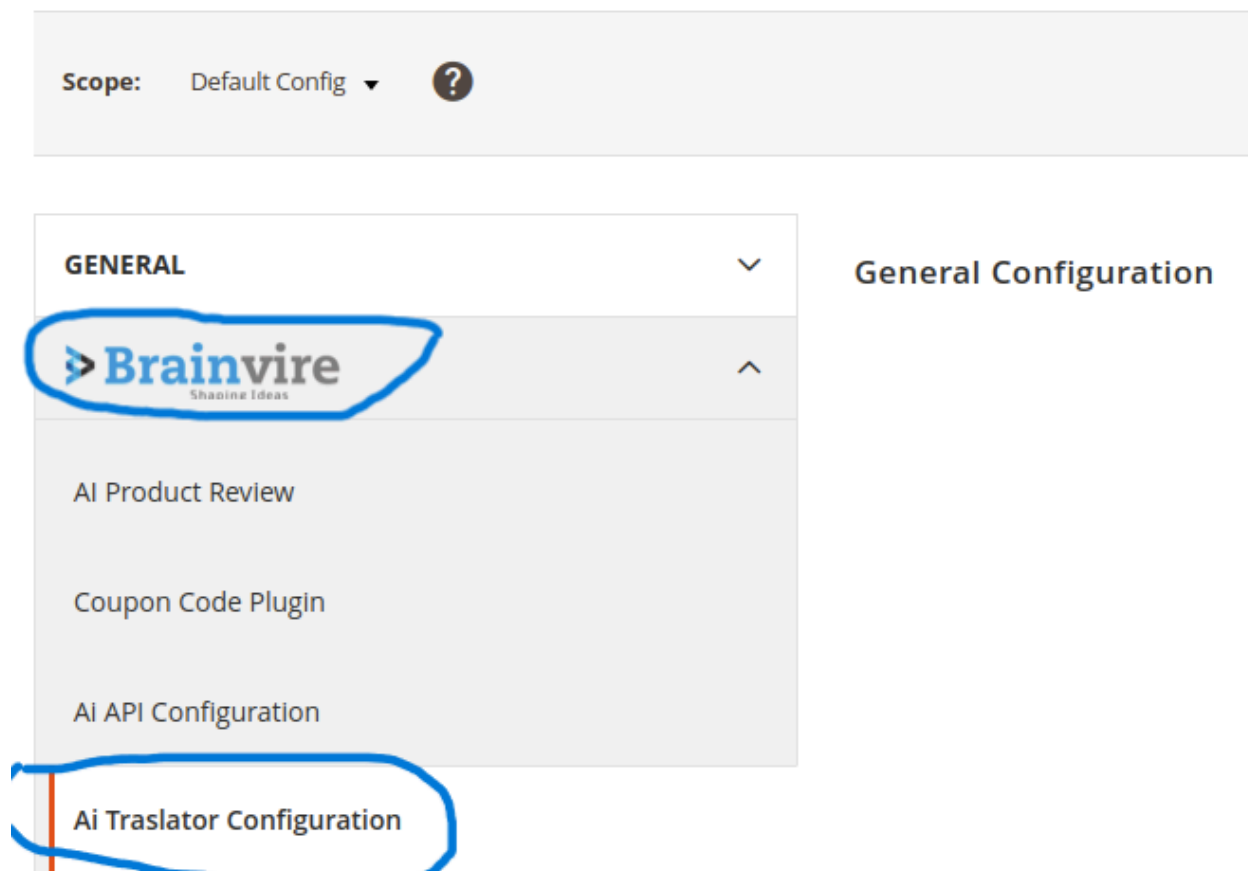 Scope: Default Config ?
GENERAL
General Configuration
Brainvire
Shaping Ideas
AI Product Review
Coupon Code Plugin
Ai API Configuration
Ai Traslator Configuration